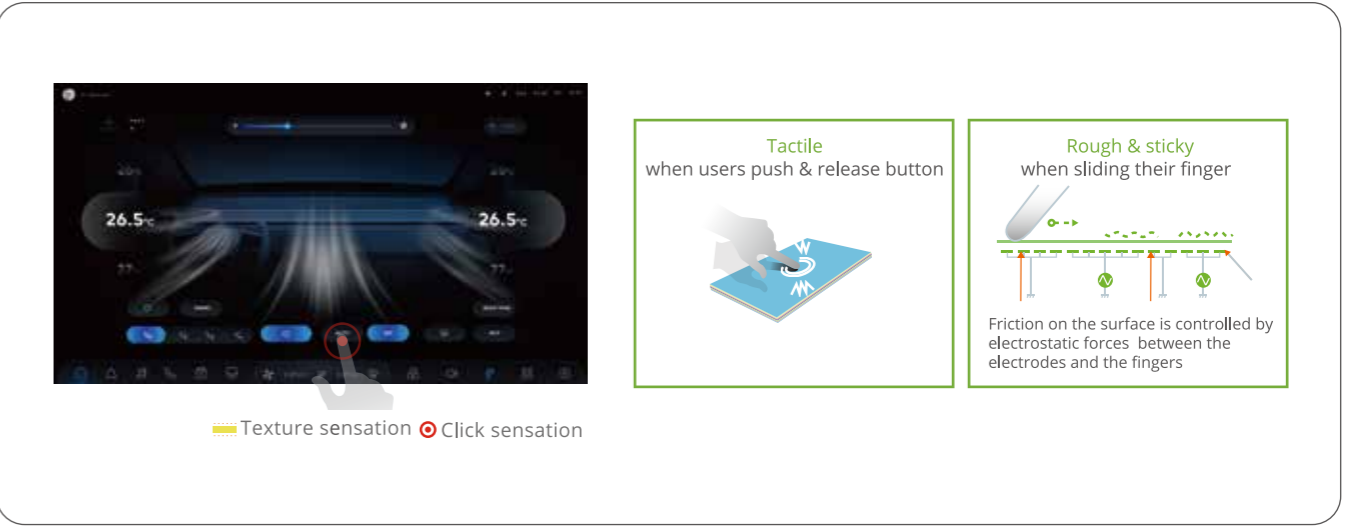 26.5°c
26.5°c
AUTO
Texture sensation
Click sensation
Tactile
when users push & release button
Rough & sticky
when sliding their finger
Friction on the surface is controlled by
electrostatic forces between the
electrodes and the fingers